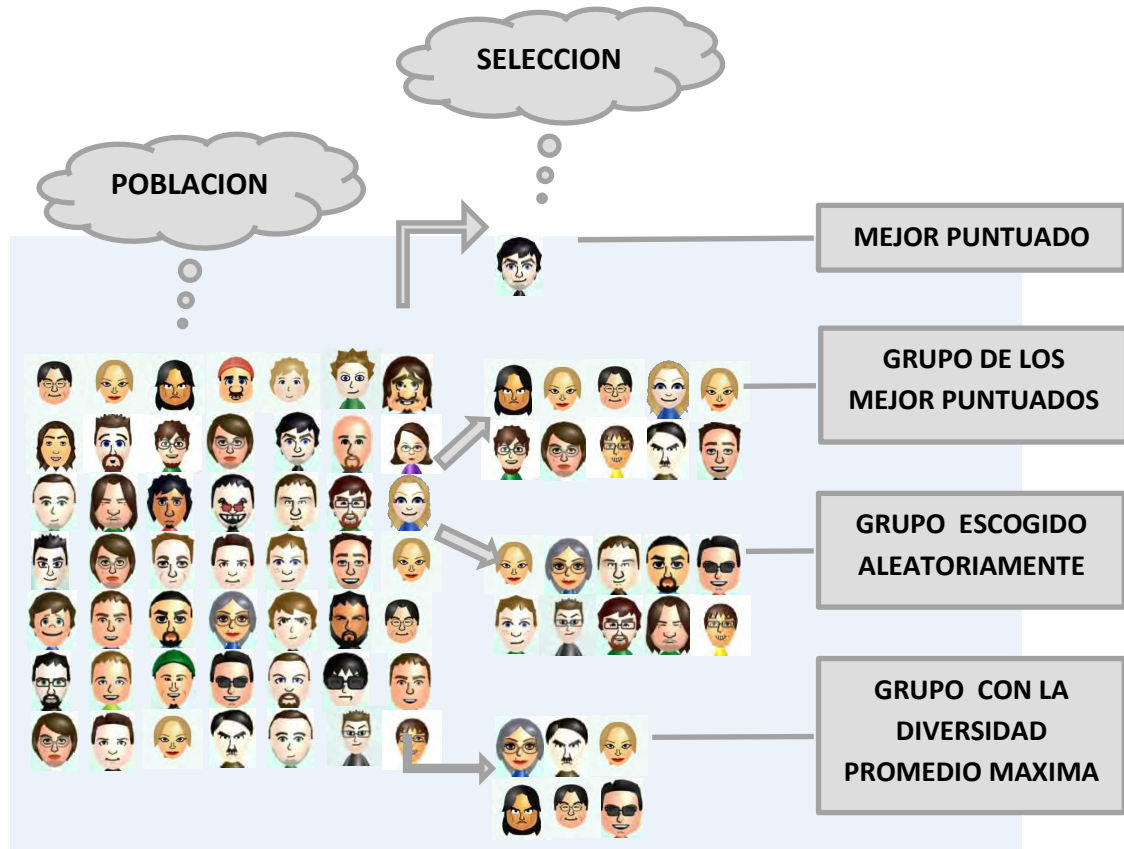 SELECCION
POBLACION
MEJOR PUNTUADO
GRUPO DE LOS
MEJOR PUNTUADOS
GRUPO ESCOGIDO
ALEATORIAMENTE
GRUPO CON LA
DIVERSIDAD
PROMEDIO MAXIMA